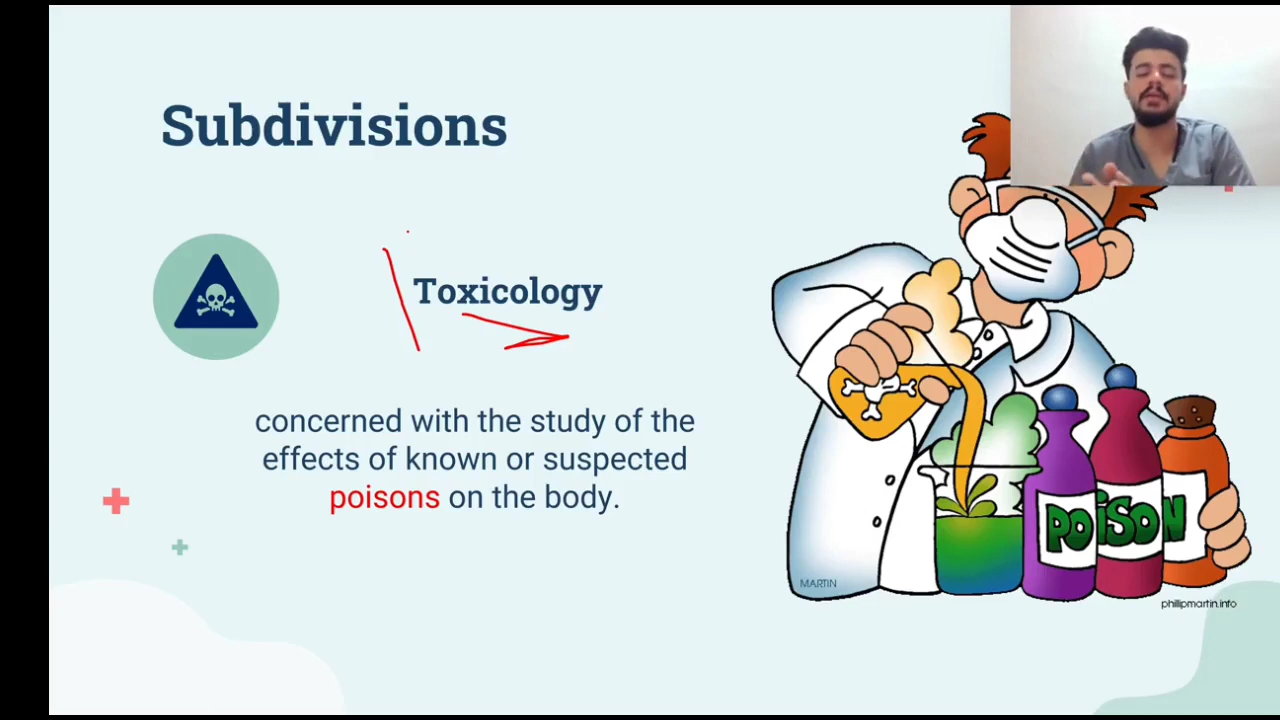 Subdivisions
Toxicology
concerned with the study of the
effects of known or suspected
poisons on the body.
POISON
MARTIN
phillipmartin.info